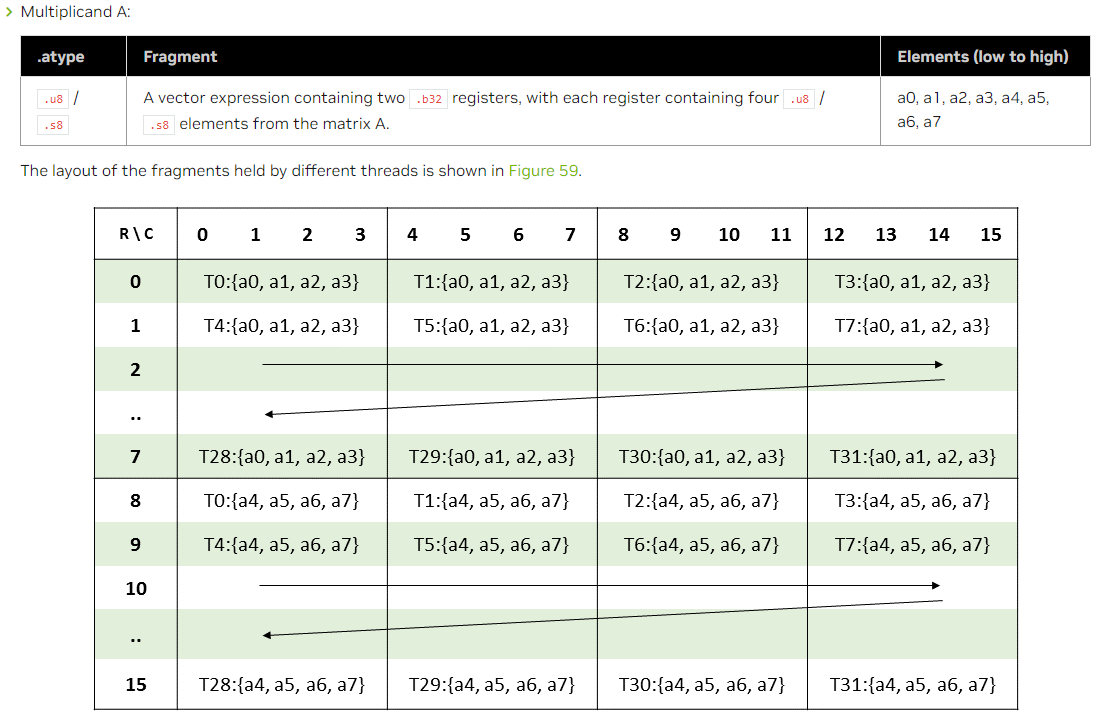 > Multiplicand A:
.atype Fragment Elements (low to high)
.u8 / A vector expression containing two .b32 registers, with each register containing four .u8 / a0, a1, a2, a3, a4, a5,
.s8 .s8 elements from the matrix A. a6, a7
The layout of the fragments held by different threads is shown in Figure 59.
R \ C 0 1 2 3 4 5 6 7 8 9 10 11 12 13 14 15
0 T0:{a0, a1, a2, a3} T1:{a0, a1, a2, a3} T2:{a0, a1, a2, a3} T3:{a0, a1, a2, a3}
1 T4:{a0, a1, a2, a3} T5:{a0, a1, a2, a3} T6:{a0, a1, a2, a3} T7:{a0, a1, a2, a3}
2
..
7 T28:{a0, a1, a2, a3} T29:{a0, a1, a2, a3} T30:{a0, a1, a2, a3} T31:{a0, a1, a2, a3}
8 T0:{a4, a5, a6, a7} T1:{a4, a5, a6, a7} T2:{a4, a5, a6, a7} T3:{a4, a5, a6, a7}
9 T4:{a4, a5, a6, a7} T5:{a4, a5, a6, a7} T6:{a4, a5, a6, a7} T7:{a4, a5, a6, a7}
10
..
15 T28:{a4, a5, a6, a7} T29:{a4, a5, a6, a7} T30:{a4, a5, a6, a7} T31:{a4, a5, a6, a7}